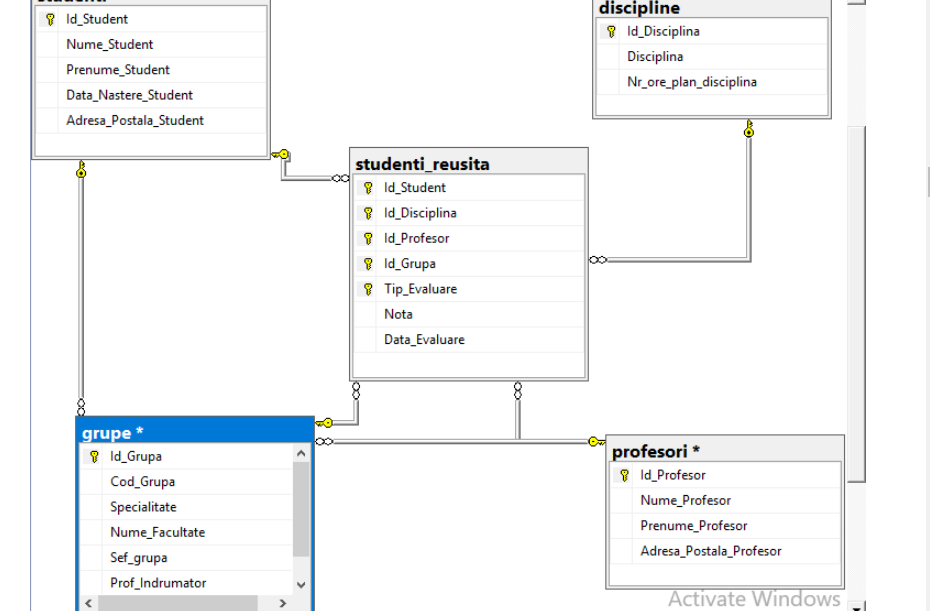 studenti
Id_Student
Nume_Student
Prenume_Student
Data_Nastere_Student
Adresa_Postala_Student
discipline
Id_Disciplina
Disciplina
Nr_ore_plan_disciplina
studenti_reusita
Id_Student
Id_Disciplina
Id_Profesor
Id_Grupa
Tip_Evaluare
Nota
Data_Evaluare
grupe *
Id_Grupa
Cod_Grupa
Specialitate
Nume_Facultate
Sef_grupa
Prof_Indrumator
profesori *
Id_Profesor
Nume_Profesor
Prenume_Profesor
Adresa_Postala_Profesor
Activate Windows